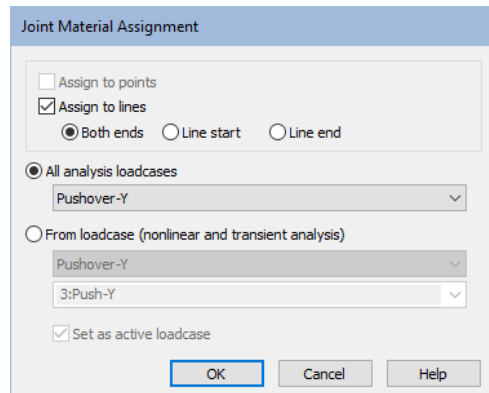 Joint Material Assignment
Assign to points
Assign to lines
Both ends Line start Line end
All analysis loadcases
Pushover-Y
From loadcase (nonlinear and transient analysis)
Pushover-Y
3:Push-Y
Set as active loadcase
OK Cancel Help